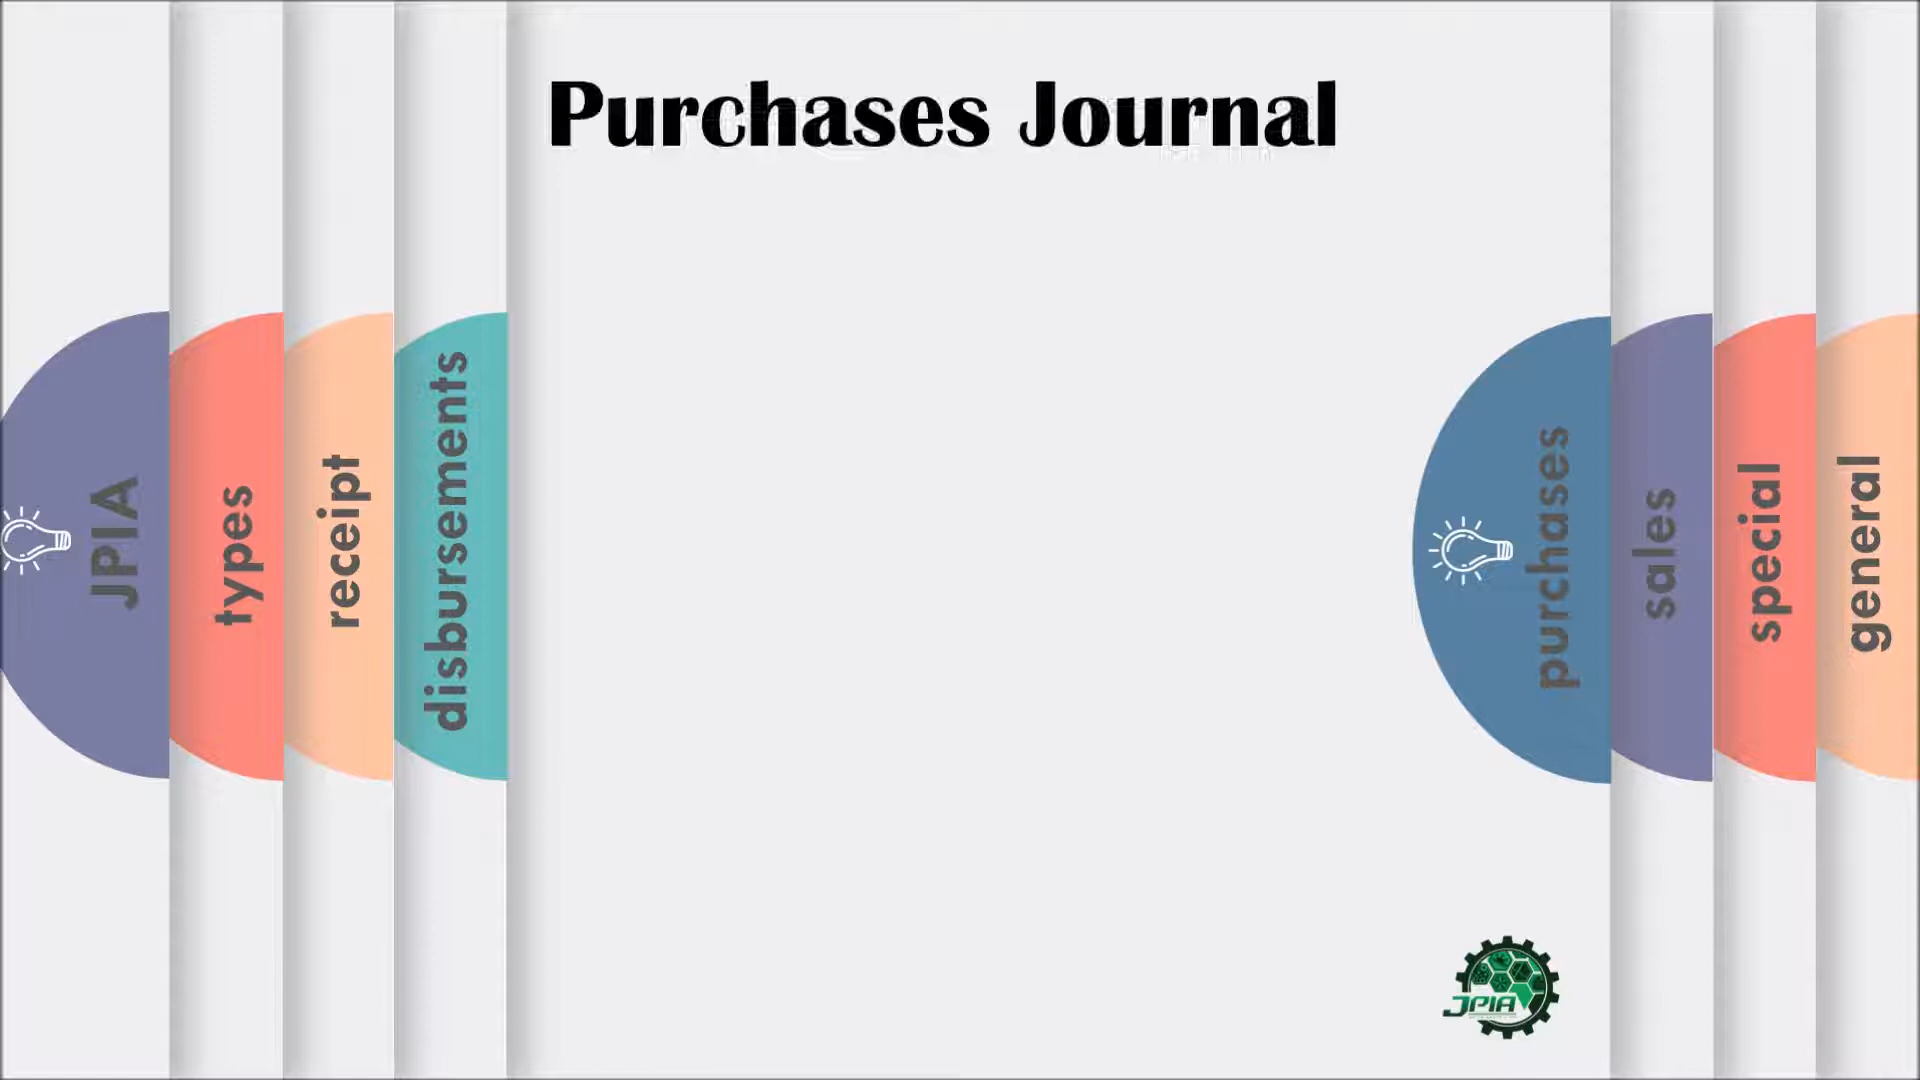 Purchases Journal
JPIA
types
receipt
disbursements
purchases
sales
special
general
JPIA